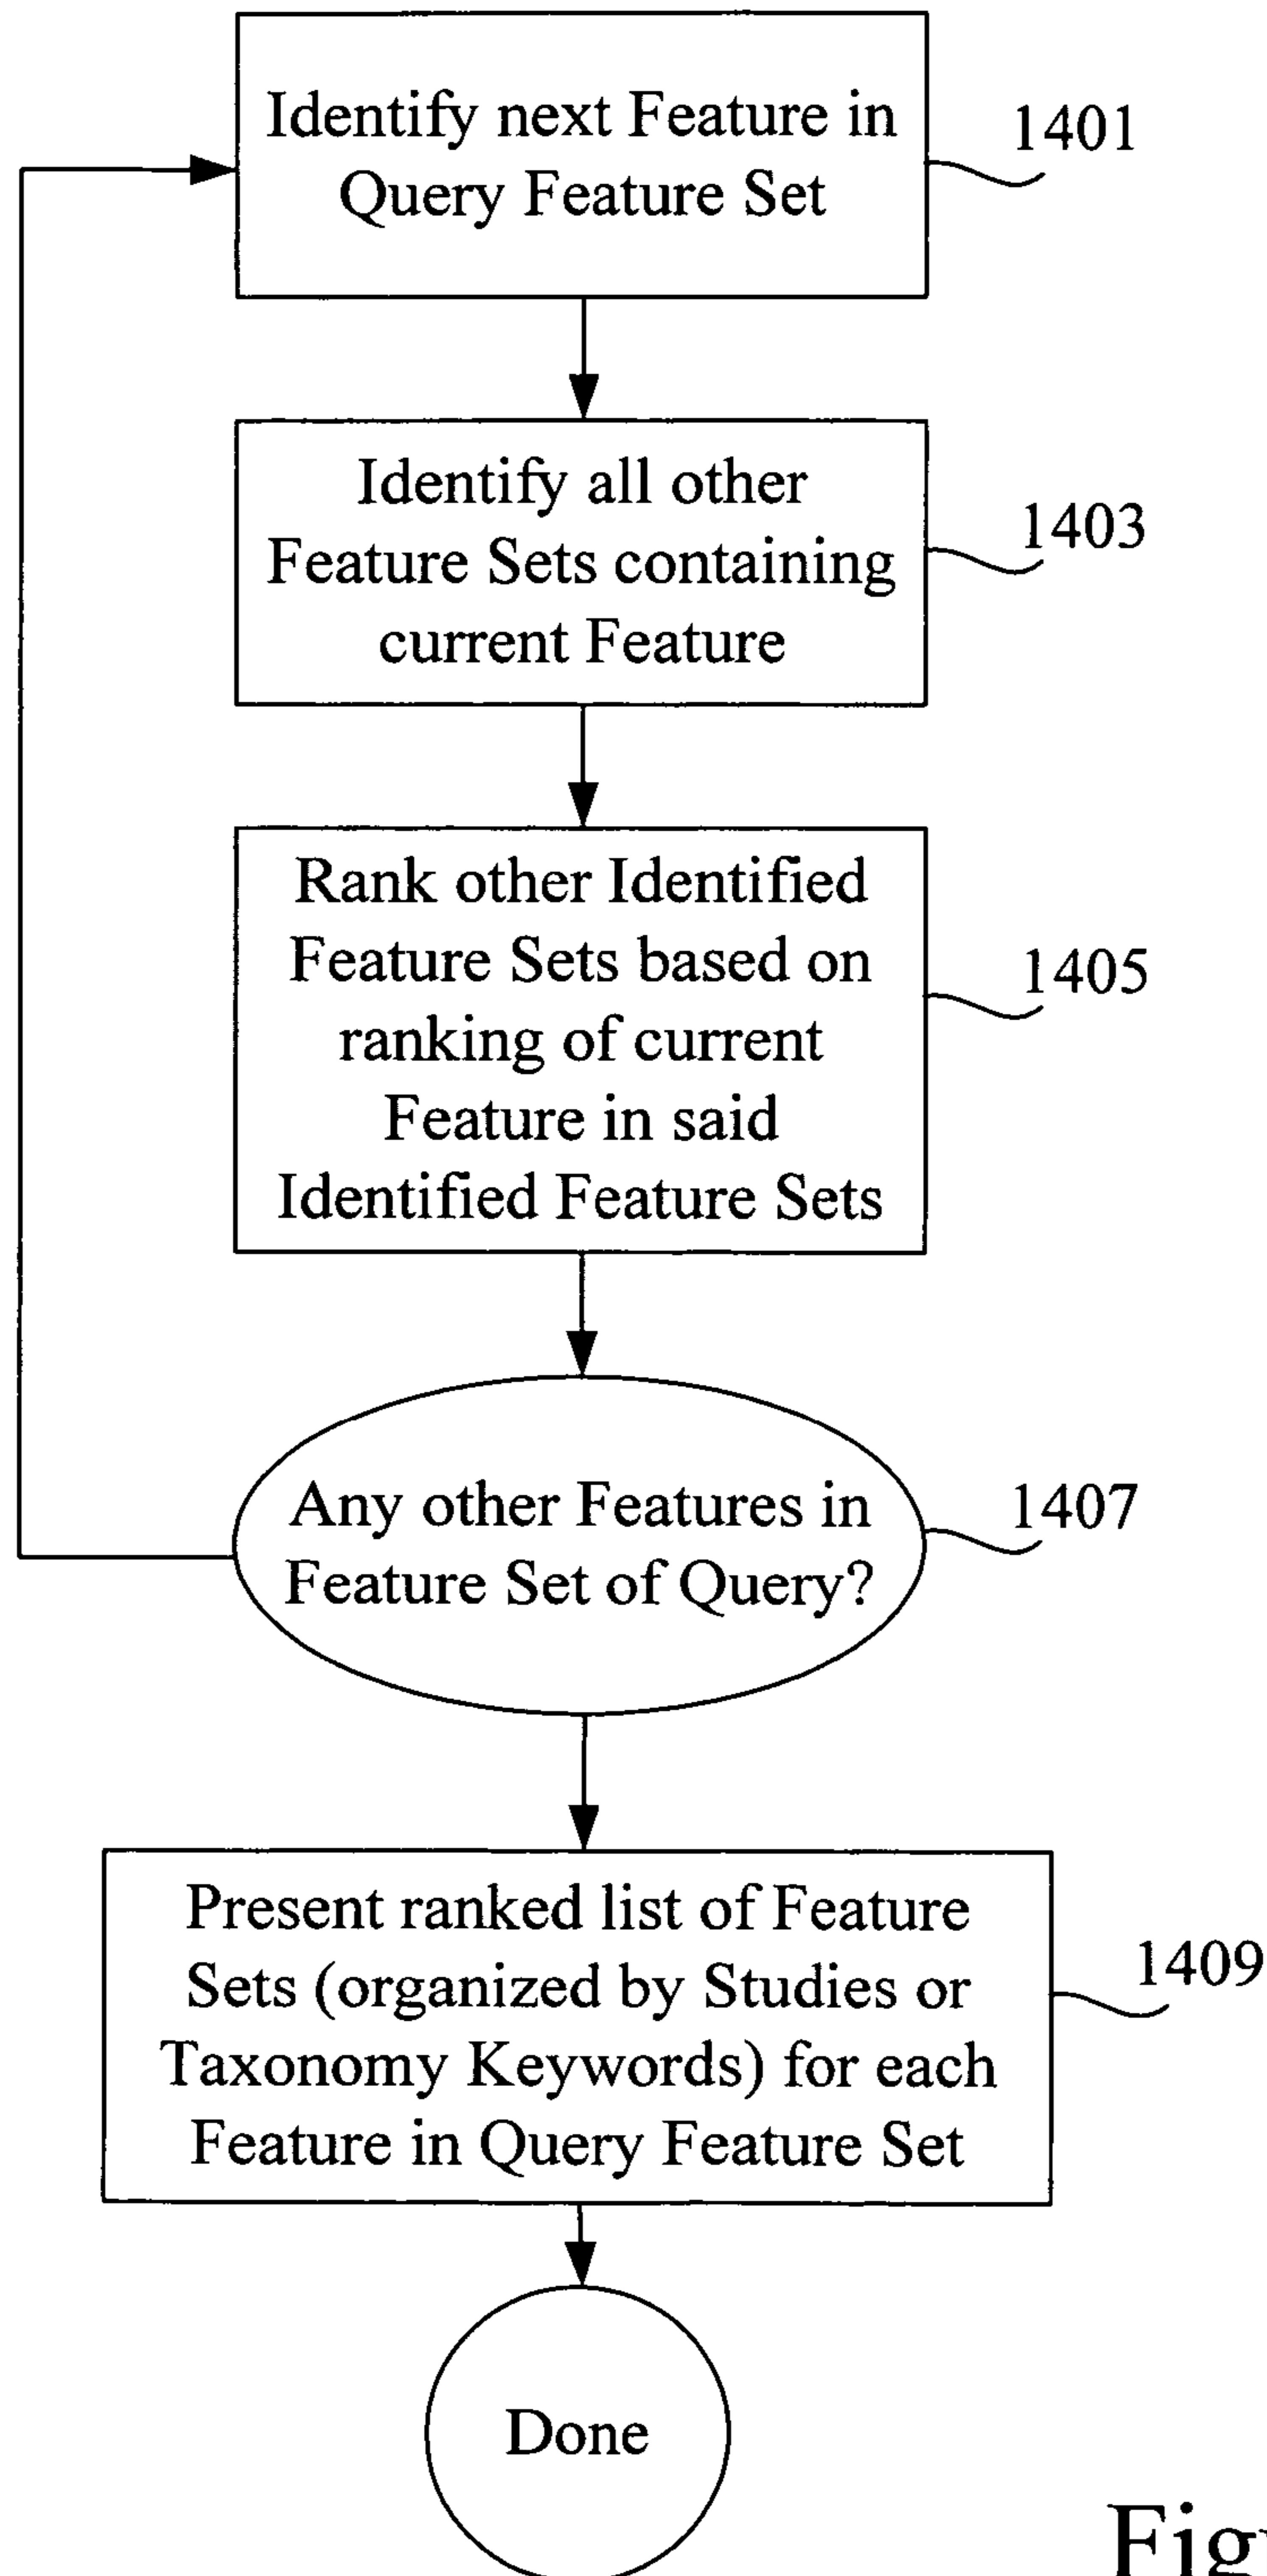 Identify next Feature in
Query Feature Set
1401
Identify all other
Feature Sets containing
current Feature
1403
Rank other Identified
Feature Sets based on
ranking of current
Feature in said
Identified Feature Sets
1405
Any other Features in
Feature Set of Query?
1407
Present ranked list of Feature
Sets (organized by Studies or
Taxonomy Keywords) for each
Feature in Query Feature Set
1409
Done